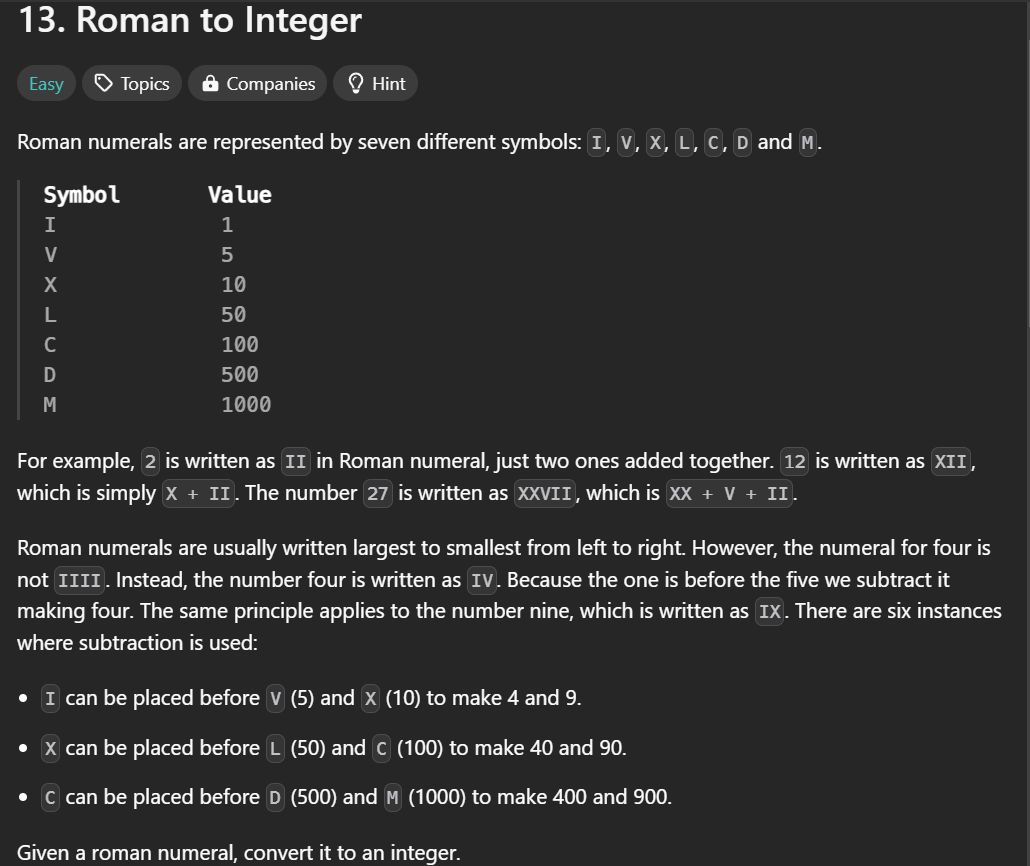 13. Roman to Integer
Easy Topics Companies Hint
Roman numerals are represented by seven different symbols: I, V, X, L, C, D and M.
Symbol Value
I 1
V 5
X 10
L 50
C 100
D 500
M 1000
For example, 2 is written as II in Roman numeral, just two ones added together. 12 is written as XII,
which is simply X + II. The number 27 is written as XXVII, which is XX + V + II.
Roman numerals are usually written largest to smallest from left to right. However, the numeral for four is
not IIII. Instead, the number four is written as IV. Because the one is before the five we subtract it
making four. The same principle applies to the number nine, which is written as IX. There are six instances
where subtraction is used:
• I can be placed before V (5) and X (10) to make 4 and 9.
• X can be placed before L (50) and C (100) to make 40 and 90.
• C can be placed before D (500) and M (1000) to make 400 and 900.
Given a roman numeral, convert it to an integer.